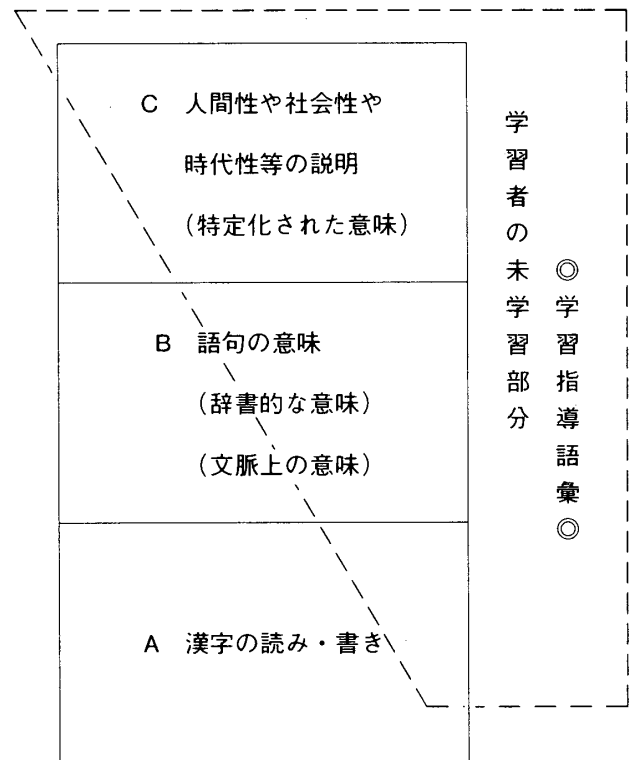 C 人間性や社会性や
時代性等の説明
(特定化された意味)
B 語句の意味
(辞書的な意味)
(文脈上の意味)
A 漢字の読み・書き
◎学習指導語彙◎
学習者の未学習部分